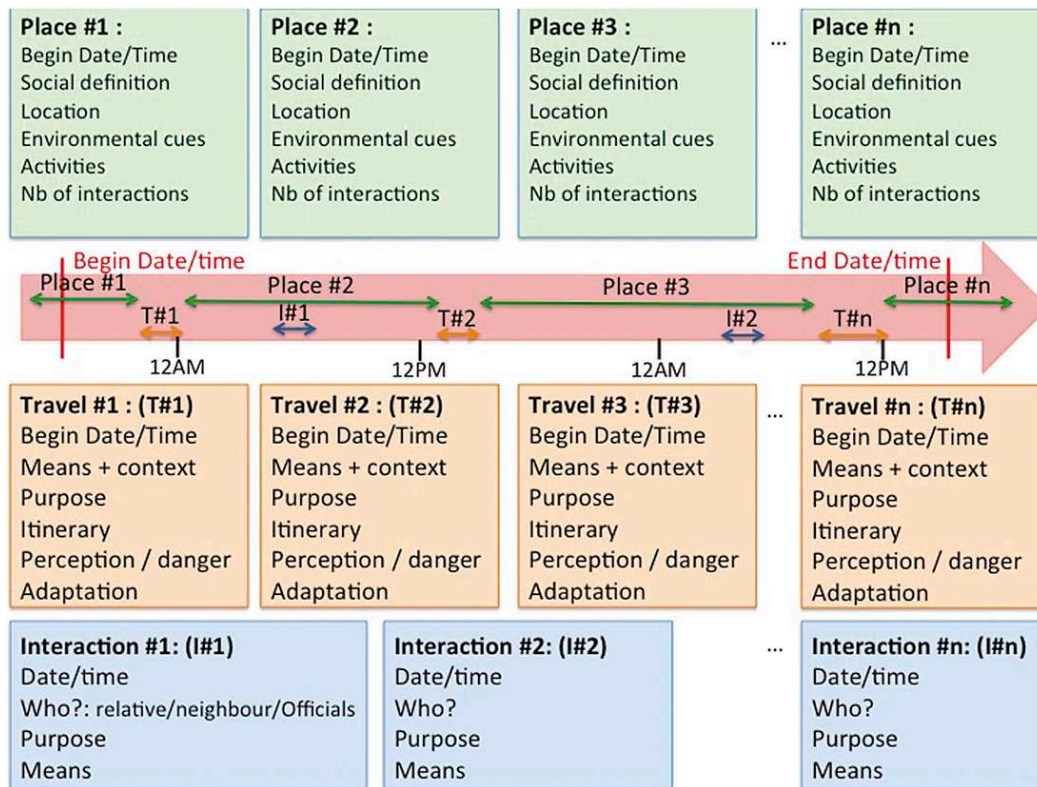 Place #1 :
Begin Date/Time
Social definition
Location
Environmental cues
Activities
Nb of interactions
Place #2 :
Begin Date/Time
Social definition
Location
Environmental cues
Activities
Nb of interactions
Place #3 :
Begin Date/Time
Social definition
Location
Environmental cues
Activities
Nb of interactions
...
Place #n :
Begin Date/Time
Social definition
Location
Environmental cues
Activities
Nb of interactions
Begin Date/time
End Date/time
Place #1
Place #2
Place #3
Place #n
T#1
I#1
T#2
I#2
T#n
12AM
12PM
12AM
12PM
Travel #1 : (T#1)
Begin Date/Time
Means + context
Purpose
Itinerary
Perception / danger
Adaptation
Travel #2 : (T#2)
Begin Date/Time
Means + context
Purpose
Itinerary
Perception / danger
Adaptation
Travel #3 : (T#3)
Begin Date/Time
Means + context
Purpose
Itinerary
Perception / danger
Adaptation
...
Travel #n : (T#n)
Begin Date/Time
Means + context
Purpose
Itinerary
Perception / danger
Adaptation
Interaction #1: (I#1)
Date/time
Who?: relative/neighbour/Officials
Purpose
Means
Interaction #2: (I#2)
Date/time
Who?
Purpose
Means
...
Interaction #n: (I#n)
Date/time
Who?
Purpose
Means